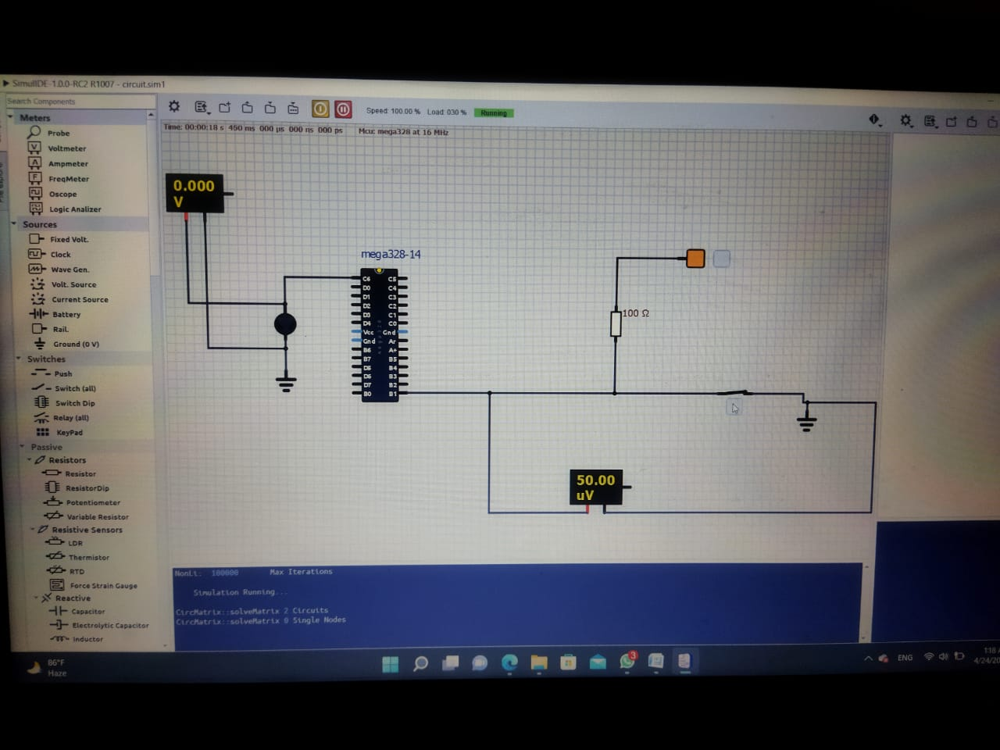 SimulIDE-1.0.0-RC2 R1007 - circuit.sim1
Search Components
Meters
Probe
Voltmeter
Ampmeter
FreqMeter
Oscope
Logic Analizer
Sources
Fixed Volt.
Clock
Wave Gen.
Volt. Source
Current Source
Battery
Rail.
Ground (0 V)
Switches
Push
Switch (all)
Switch Dip
Relay (all)
KeyPad
Passive
Resistors
Resistor
ResistorDip
Potentiometer
Variable Resistor
Resistive Sensors
LDR
Thermistor
RTD
Force Strain Gauge
Reactive
Capacitor
Electrolytic Capacitor
Inductor
Speed: 100.00 % Load: 030 % Running
Time: 00:00:18 s 450 ms 000 µs 000 ns 000 ps Mcu: mega328 at 16 MHz
0.000
V
mega328-14
C6 C5
D0 C4
D1 C3
D2 C2
D3 C1
D4 C0
Vcc Gnd
Gnd Ar
B6 A+
B7 B5
D5 B4
D6 B3
D7 B2
B0 B1
100 Ω
50.00
uV
NonLi: 100000 Max Iterations
Simulation Running...
CircMatrix::solveMatrix 2 Circuits
CircMatrix::solveMatrix 0 Single Nodes
86°F
Haze
3
ENG
1:18
4/24/20